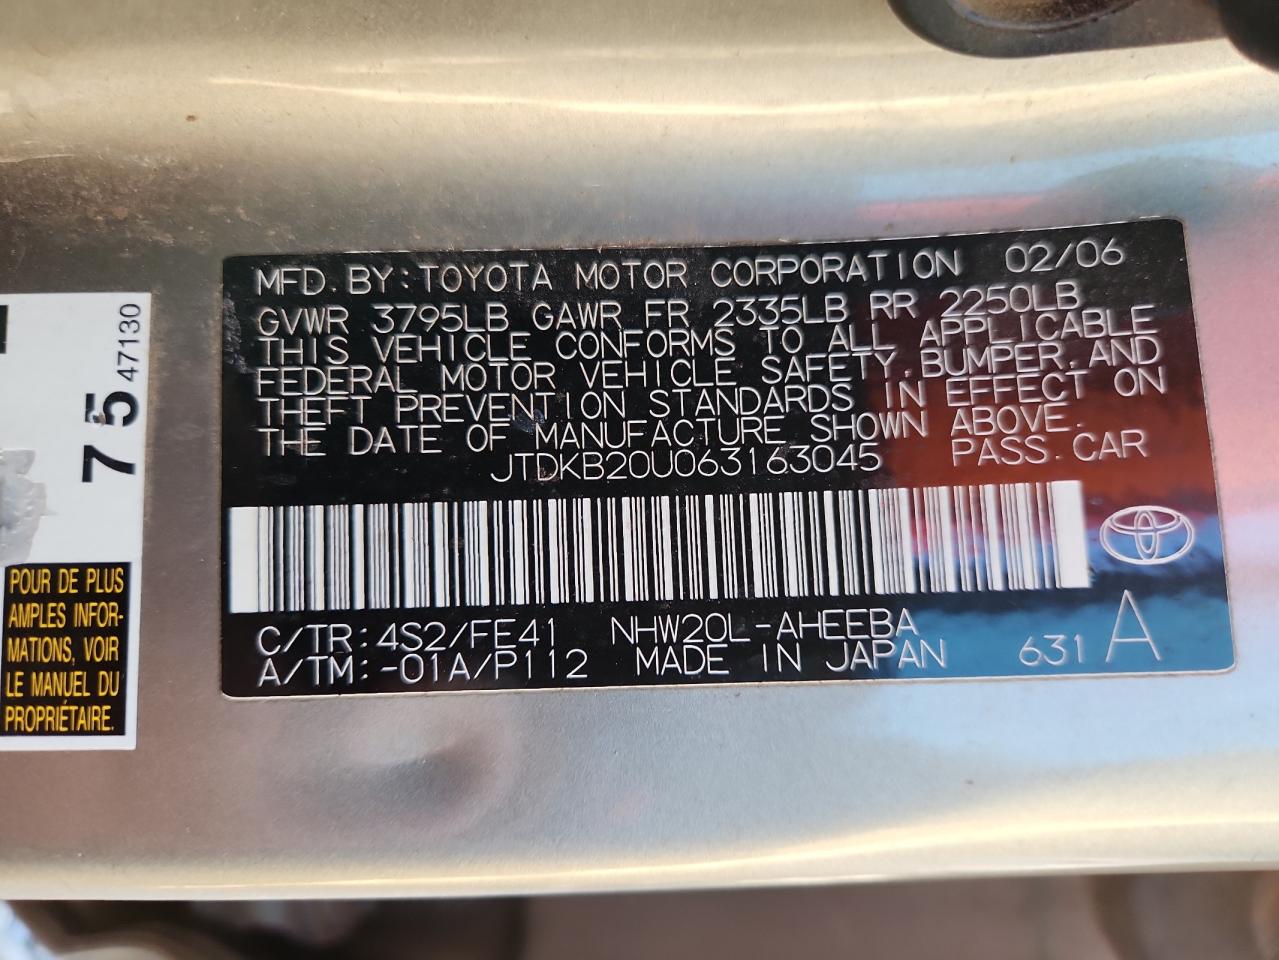 MFD. BY: TOYOTA MOTOR CORPORATION 02/06
GVWR 3795LB GAWR FR 2335LB RR 2250LB
THIS VEHICLE CONFORMS TO ALL APPLICABLE
FEDERAL MOTOR VEHICLE SAFETY, BUMPER, AND
THEFT PREVENTION STANDARDS IN EFFECT ON
THE DATE OF MANUFACTURE SHOWN ABOVE.
JTDKB20U063163045 PASS. CAR
C/TR: 4S2/FE41 NHW20L-AHEEBA
A/TM: -01A/P112 MADE IN JAPAN 631 A
75
47130
POUR DE PLUS
AMPLES INFOR-
MATIONS, VOIR
LE MANUEL DU
PROPRIÉTAIRE.